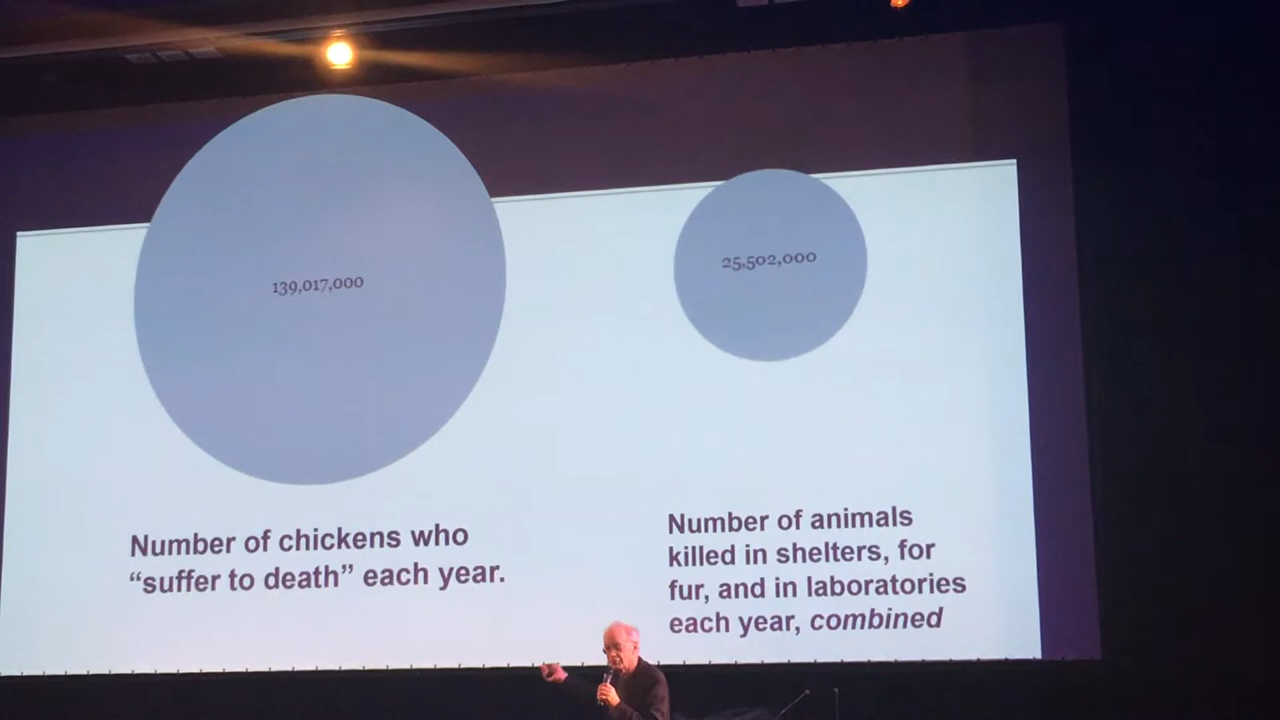 139,017,000
25,502,000
Number of chickens who
“suffer to death” each year.
Number of animals
killed in shelters, for
fur, and in laboratories
each year, combined